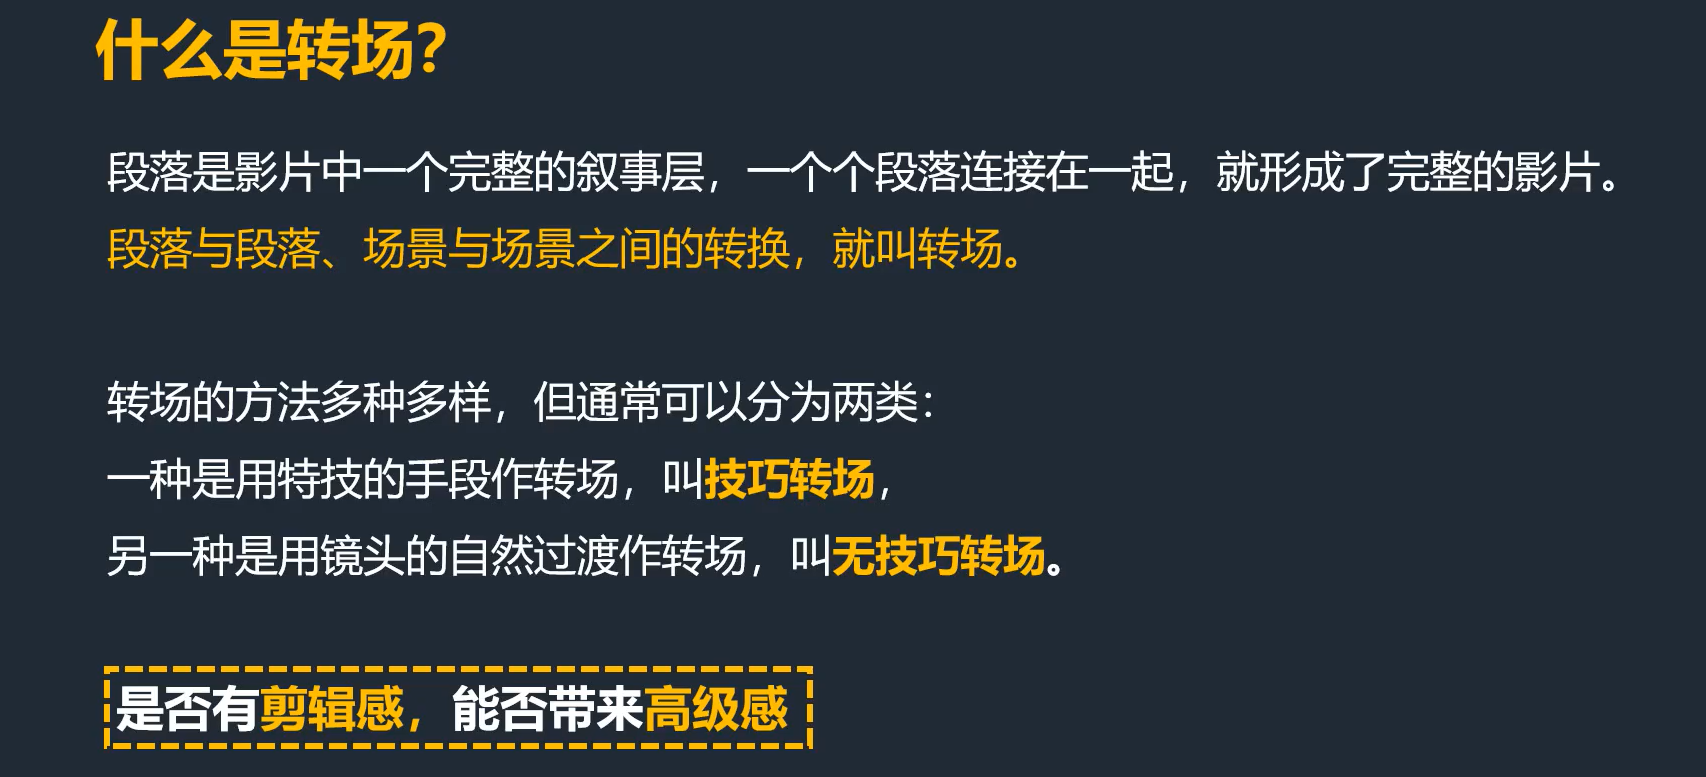 什么是转场？
段落是影片中一个完整的叙事层，一个个段落连接在一起，就形成了完整的影片。
段落与段落、场景与场景之间的转换，就叫转场。
转场的方法多种多样，但通常可以分为两类：
一种是用特技的手段作转场，叫技巧转场，
另一种是用镜头的自然过渡作转场，叫无技巧转场。
是否有剪辑感，能否带来高级感